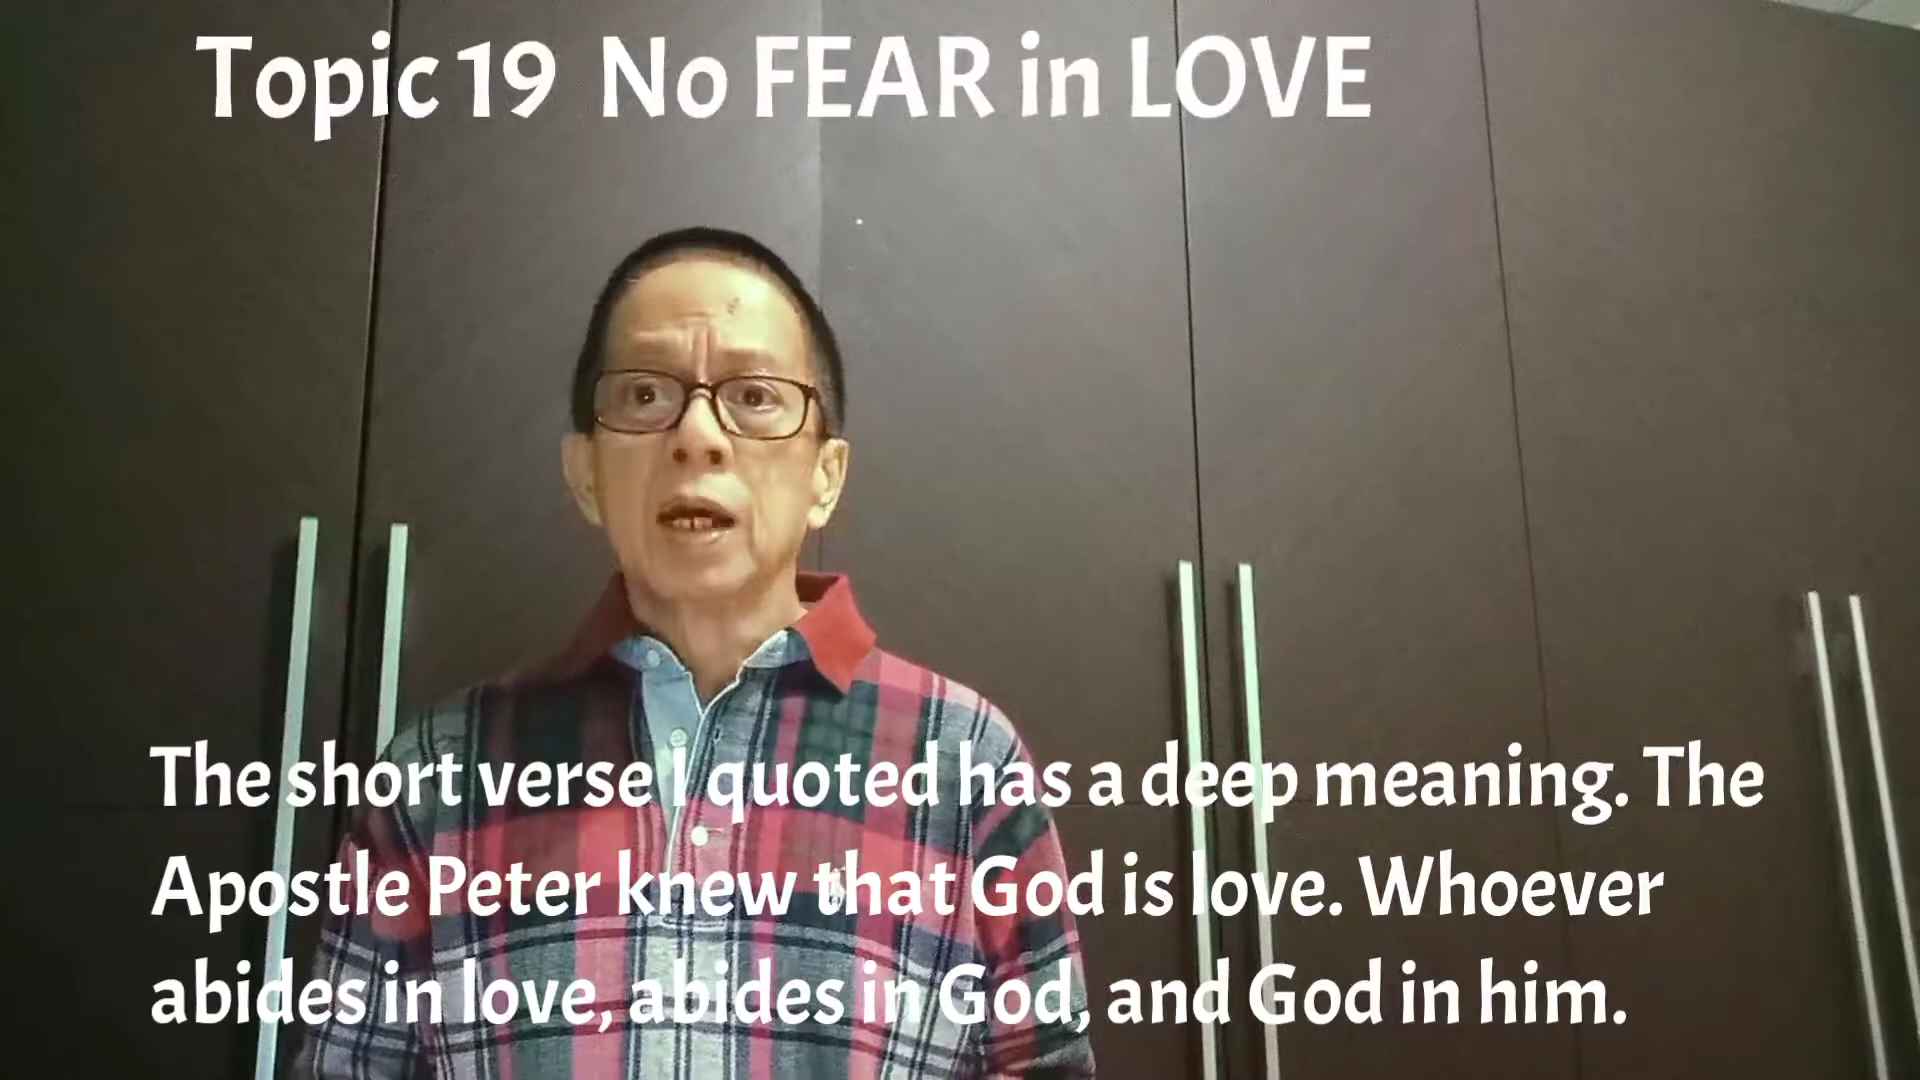 Topic 19 No FEAR in LOVE
The short verse I quoted has a deep meaning. The
Apostle Peter knew that God is love. Whoever
abides in love, abides in God, and God in him.